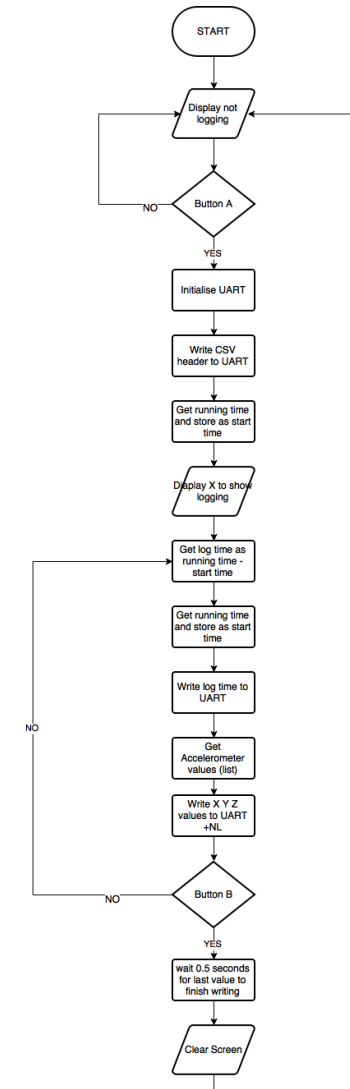 START
Display not
logging
Button A
NO
YES
Initialise UART
Write CSV
header to UART
Get running time
and store as start
time
Display X to show
logging
Get log time as
running time -
start time
Get running time
and store as start
time
NO
Write log time to
UART
Get
Accelerometer
values (list)
Write X Y Z
values to UART
+NL
Button B
NO
YES
wait 0.5 seconds
for last value to
finish writing
Clear Screen